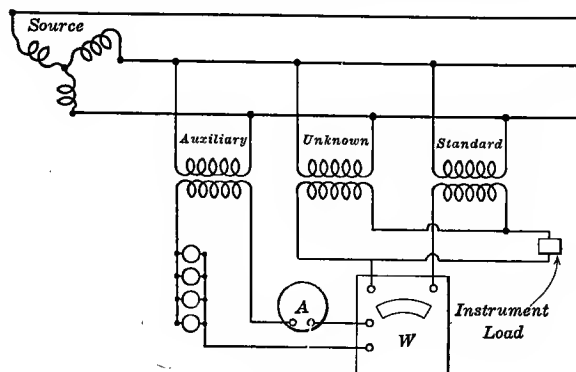 Source
Auxiliary
Unknown
Standard
A
W
Instrument
Load